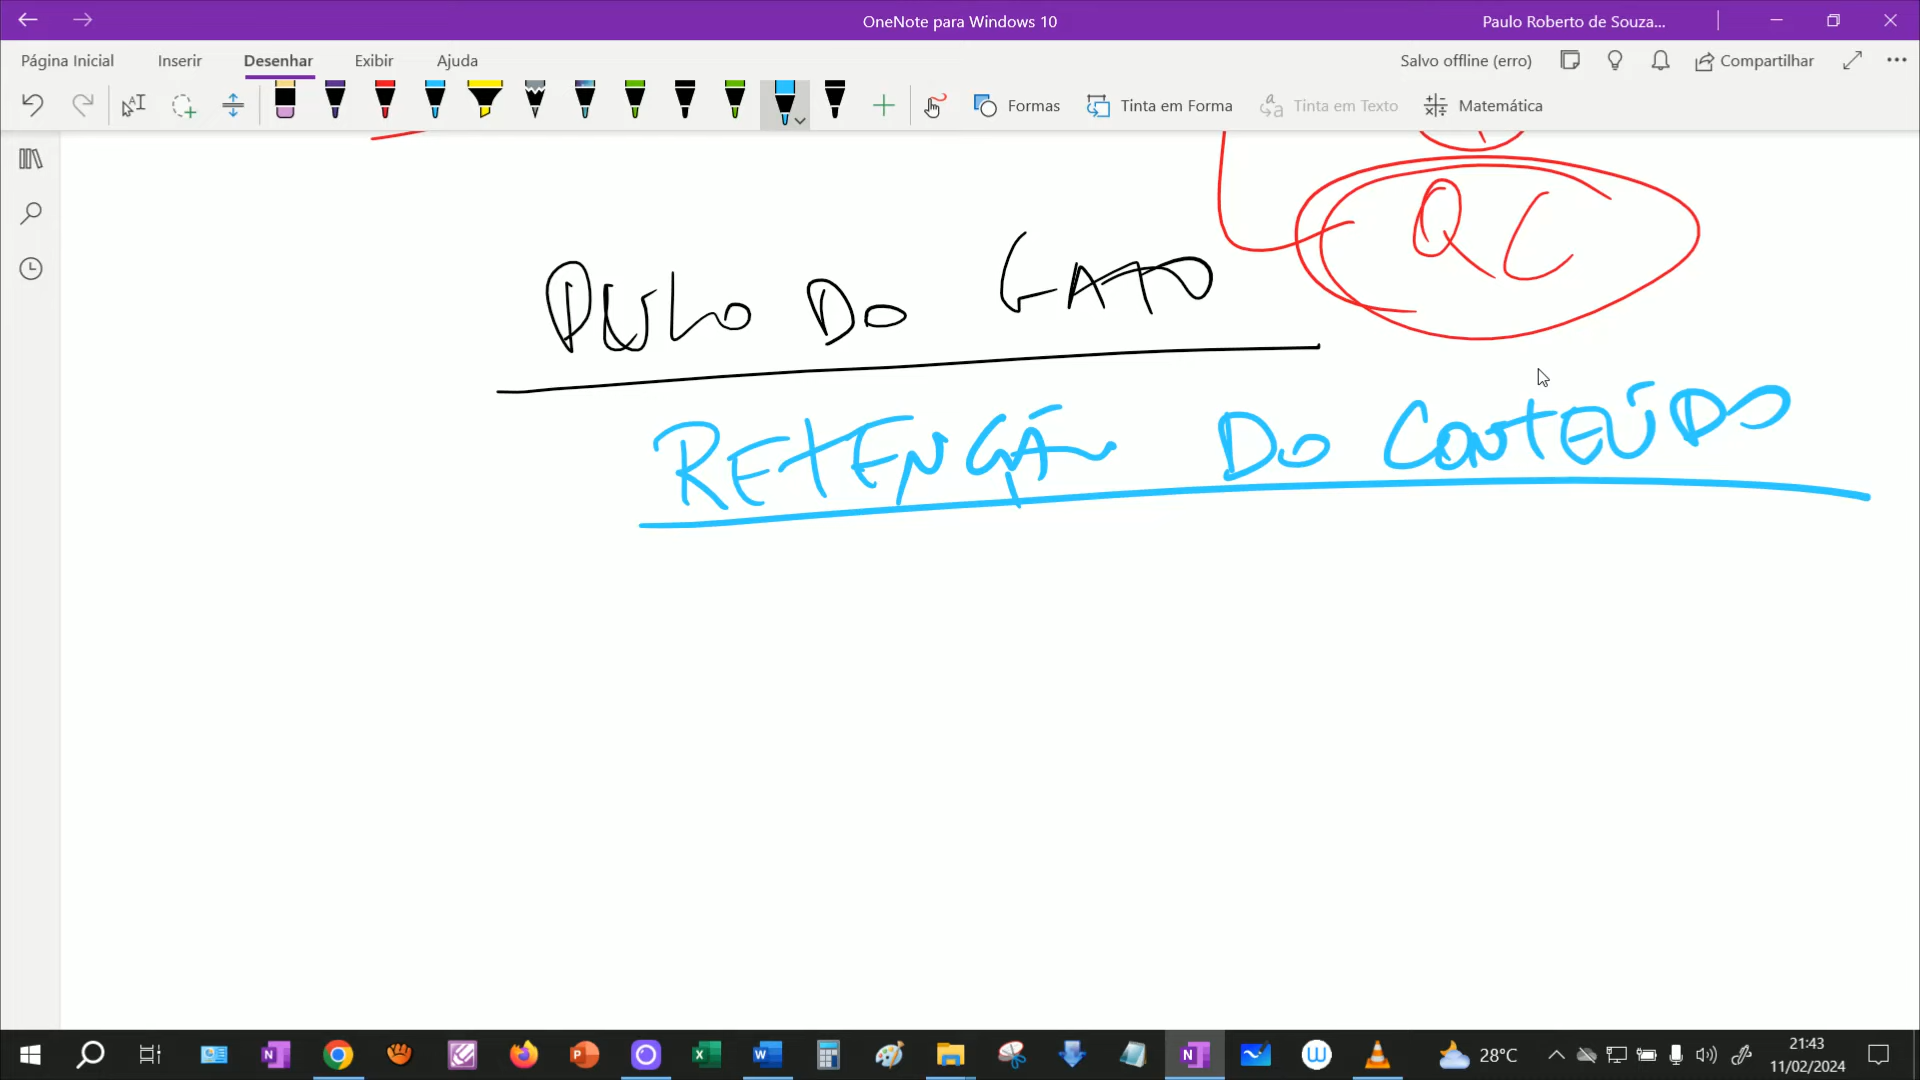 OneNote para Windows 10
Paulo Roberto de Souza...
Página Inicial
Inserir
Desenhar
Exibir
Ajuda
Salvo offline (erro)
Compartilhar
Formas
Tinta em Forma
Tinta em Texto
Matemática
QC
PULO DO GATO
RETENÇÃO DO CONTEÚDO
28°C
21:43
11/02/2024